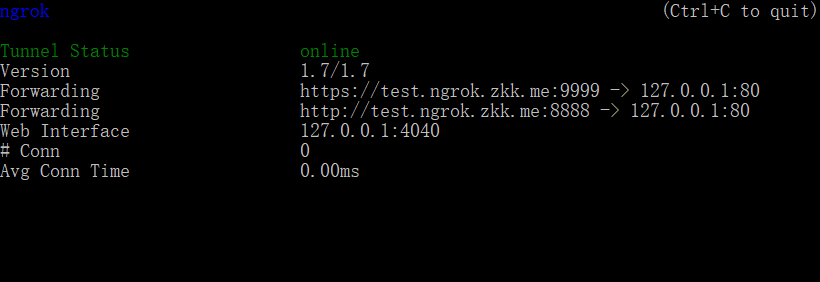 ngrok (Ctrl+C to quit)
Tunnel Status online
Version 1.7/1.7
Forwarding https://test.ngrok.zkk.me:9999 -> 127.0.0.1:80
Forwarding http://test.ngrok.zkk.me:8888 -> 127.0.0.1:80
Web Interface 127.0.0.1:4040
# Conn 0
Avg Conn Time 0.00ms